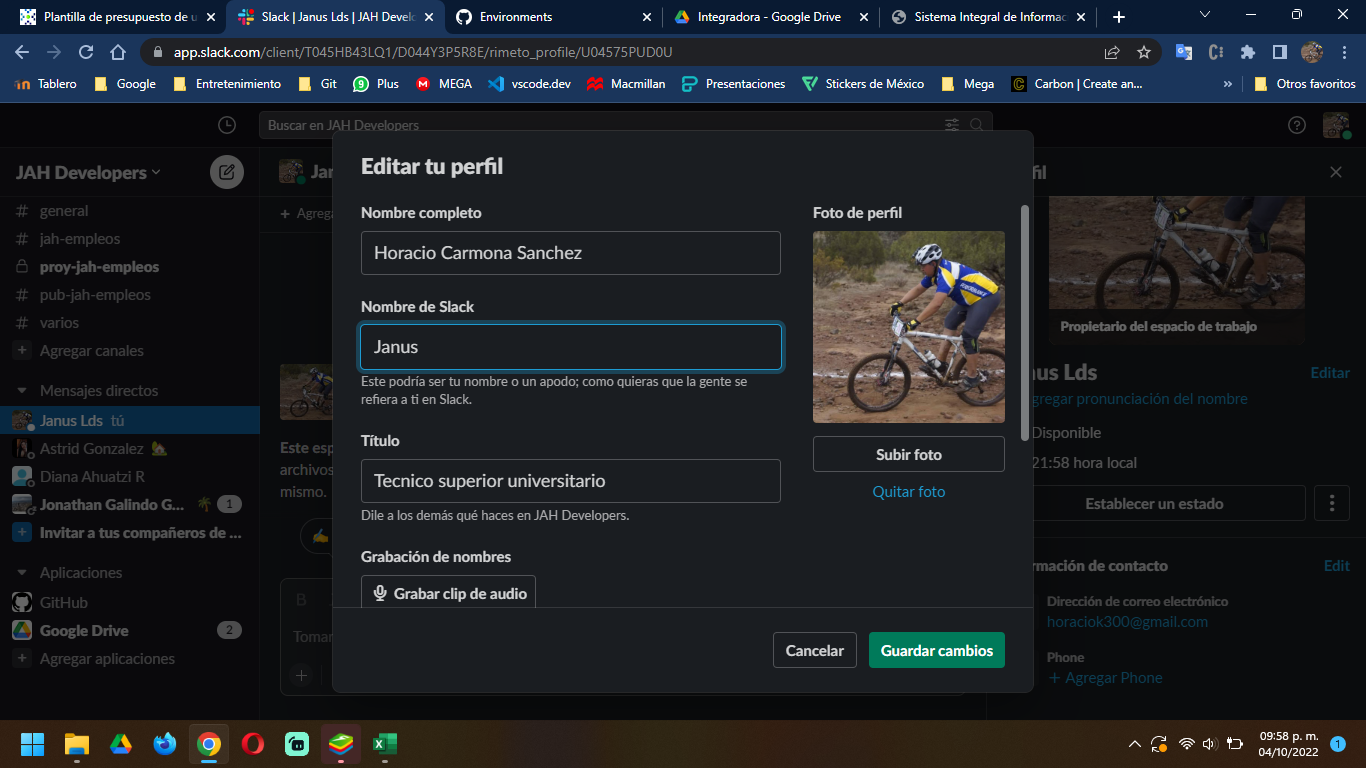 Plantilla de presupuesto de u
Slack | Janus Lds | JAH Devel
Environments
Integradora - Google Drive
Sistema Integral de Informac
app.slack.com/client/T045HB43LQ1/D044Y3P5R8E/rimeto_profile/U04575PUD0U
Tablero
Google
Entretenimiento
Git
Plus
MEGA
vscode.dev
Macmillan
Presentaciones
Stickers de México
Mega
Carbon | Create an...
»
Otros favoritos
Buscar en JAH Developers
JAH Developers
# general
# jah-empleos
proy-jah-empleos
# pub-jah-empleos
# varios
+ Agregar canales
Mensajes directos
Janus Lds tú
Astrid Gonzalez
Diana Ahuatzi R
Jonathan Galindo G... 1
+ Invitar a tus compañeros de ...
Aplicaciones
GitHub
Google Drive 2
+ Agregar aplicaciones
Jar
+ Agrega
Este esp
archivos
mismo.
B
Tomar
+
Editar tu perfil
Nombre completo
Horacio Carmona Sanchez
Nombre de Slack
Janus
Este podría ser tu nombre o un apodo; como quieras que la gente se
refiera a ti en Slack.
Título
Tecnico superior universitario
Dile a los demás qué haces en JAH Developers.
Grabación de nombres
Grabar clip de audio
Foto de perfil
Subir foto
Quitar foto
Cancelar
Guardar cambios
fil
Propietario del espacio de trabajo
us Lds
Editar
gregar pronunciación del nombre
Disponible
21:58 hora local
Establecer un estado
rmación de contacto
Edit
Dirección de correo electrónico
horaciok300@gmail.com
Phone
+ Agregar Phone
09:58 p. m.
04/10/2022
1